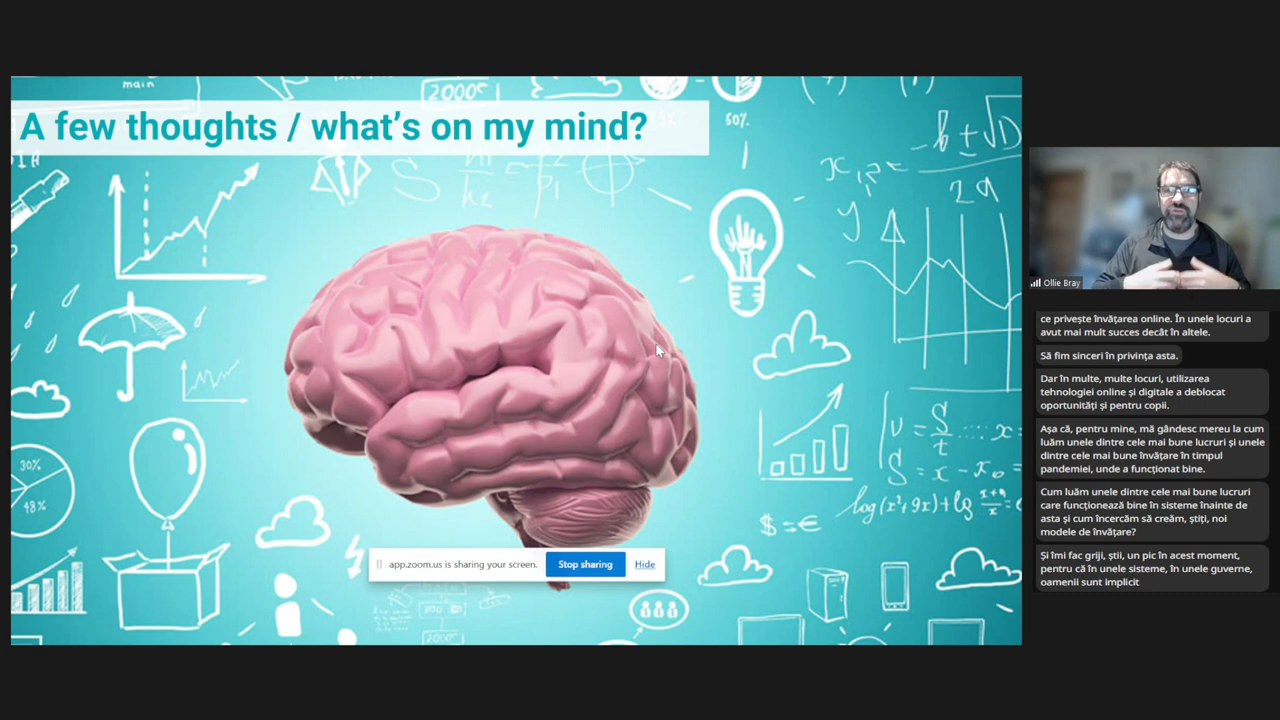 main
2000€
50%
A few thoughts / what's on my mind?
30%
48%
$ = €
app.zoom.us is sharing your screen.
Stop sharing
Hide
Ollie Bray
ce privește învățarea online. În unele locuri a
avut mai mult succes decât în altele.
Să fim sinceri în privința asta.
Dar în multe, multe locuri, utilizarea
tehnologiei online și digitale a deblocat
oportunități și pentru copii.
Așa că, pentru mine, mă gândesc mereu la cum
luăm unele dintre cele mai bune lucruri și unele
dintre cele mai bune învățare în timpul
pandemiei, unde a funcționat bine.
Cum luăm unele dintre cele mai bune lucruri
care funcționează bine în sisteme înainte de
asta și cum încercăm să creăm, știți, noi
modele de învățare?
Și îmi fac griji, știi, un pic în acest moment,
pentru că în unele sisteme, în unele guverne,
oamenii sunt implicit